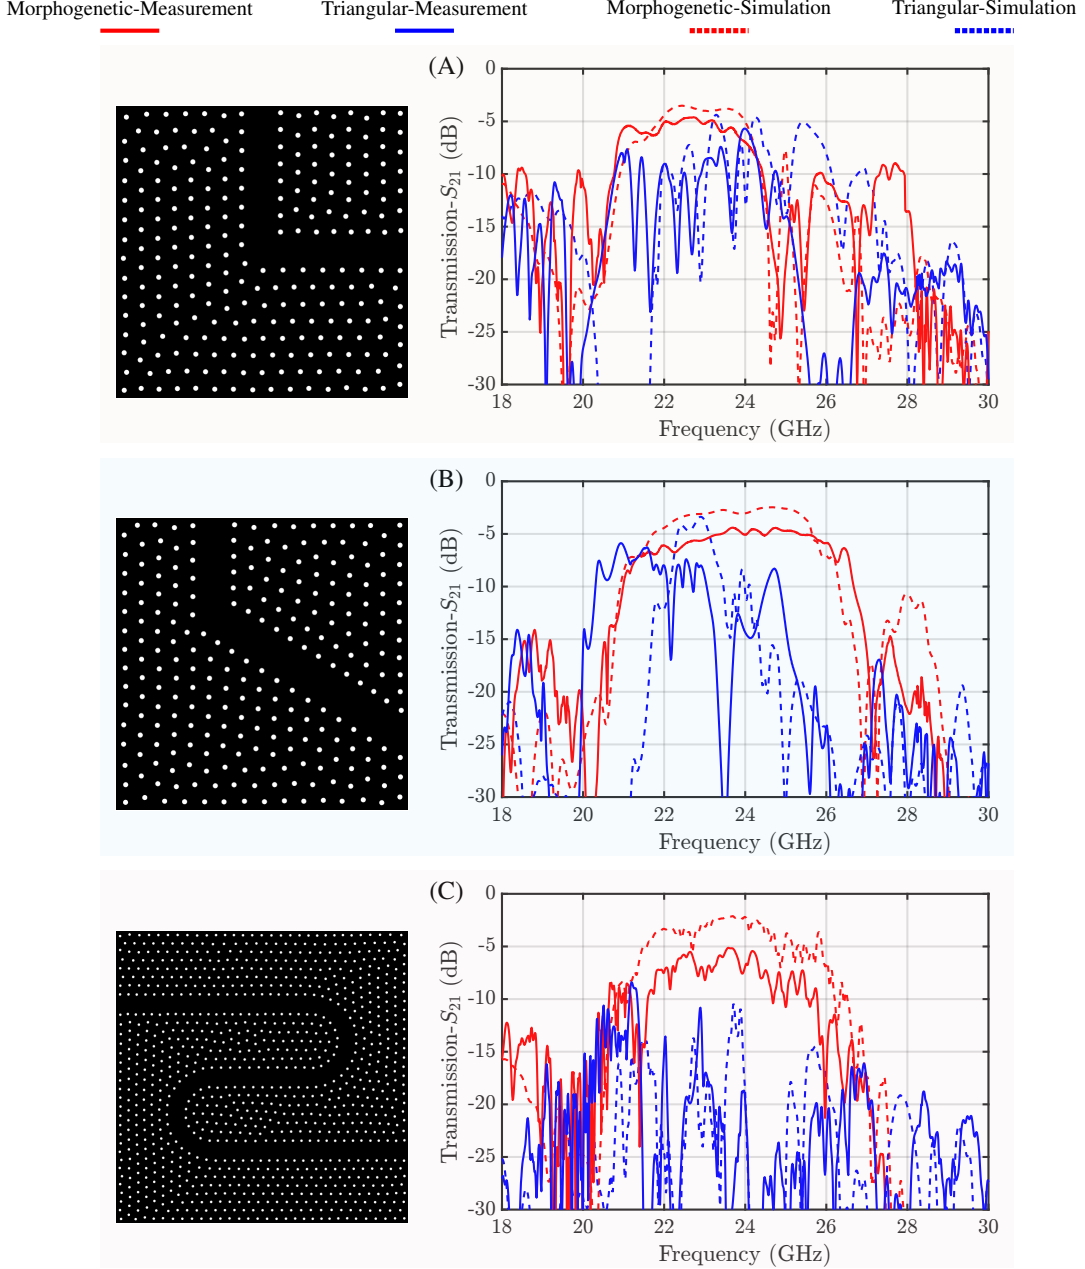 Morphogenetic-Measurement Triangular-Measurement Morphogenetic-Simulation Triangular-Simulation
(A)
0
-5
-10
-15
-20
-25
-30
Transmission-S21 (dB)
18 20 22 24 26 28 30
Frequency (GHz)
(B)
0
-5
-10
-15
-20
-25
-30
Transmission-S21 (dB)
18 20 22 24 26 28 30
Frequency (GHz)
(C)
0
-5
-10
-15
-20
-25
-30
Transmission-S21 (dB)
18 20 22 24 26 28 30
Frequency (GHz)